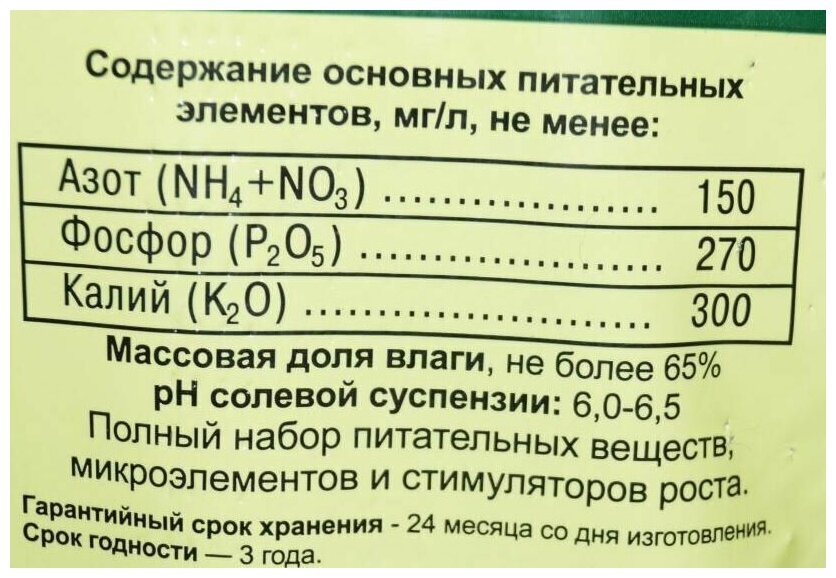 Содержание основных питательных
элементов, мг/л, не менее:
Азот (NH₄+NO₃) ......................... 150
Фосфор (P₂O₅) ........................... 270
Калий (K₂O) ............................... 300
Массовая доля влаги, не более 65%
pH солевой суспензии: 6,0-6,5
Полный набор питательных веществ,
микроэлементов и стимуляторов роста.
Гарантийный срок хранения - 24 месяца со дня изготовления.
Срок годности — 3 года.